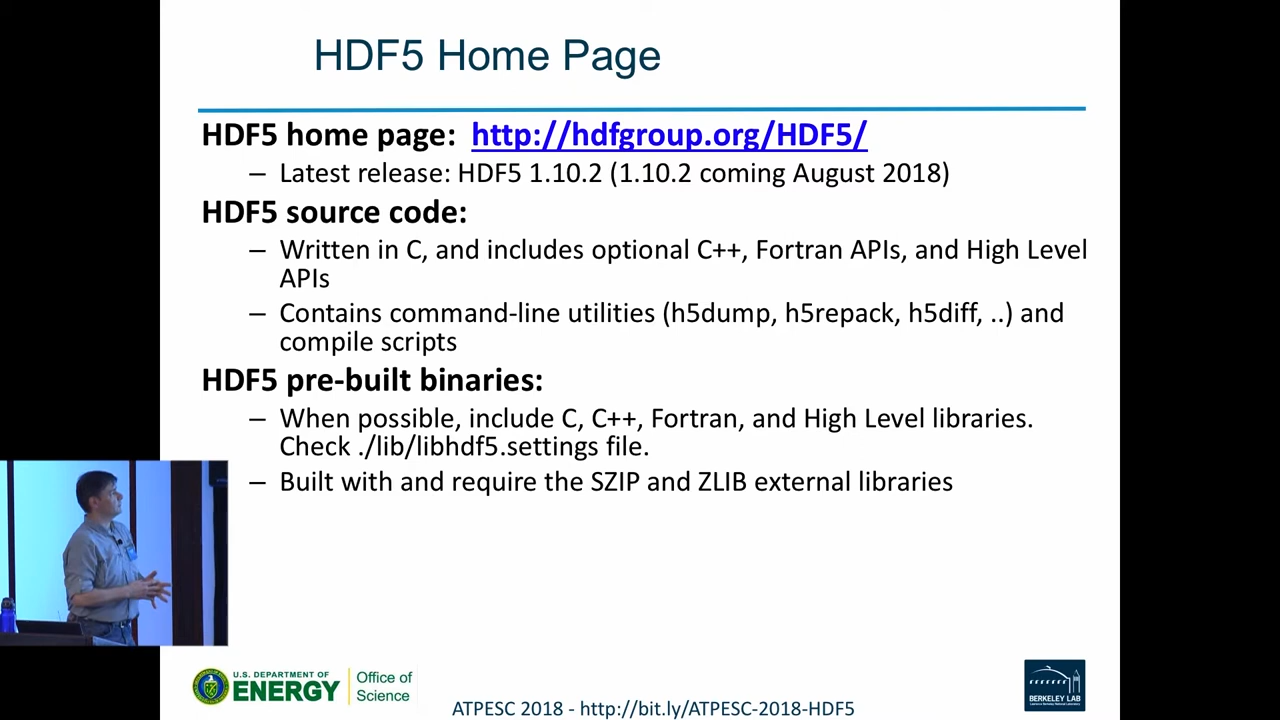 HDF5 Home Page
HDF5 home page: http://hdfgroup.org/HDF5/
– Latest release: HDF5 1.10.2 (1.10.2 coming August 2018)
HDF5 source code:
– Written in C, and includes optional C++, Fortran APIs, and High Level
APIs
– Contains command-line utilities (h5dump, h5repack, h5diff, ..) and
compile scripts
HDF5 pre-built binaries:
– When possible, include C, C++, Fortran, and High Level libraries.
Check ./lib/libhdf5.settings file.
– Built with and require the SZIP and ZLIB external libraries
U.S. DEPARTMENT OF
ENERGY
Office of
Science
ATPESC 2018 - http://bit.ly/ATPESC-2018-HDF5
BERKELEY LAB